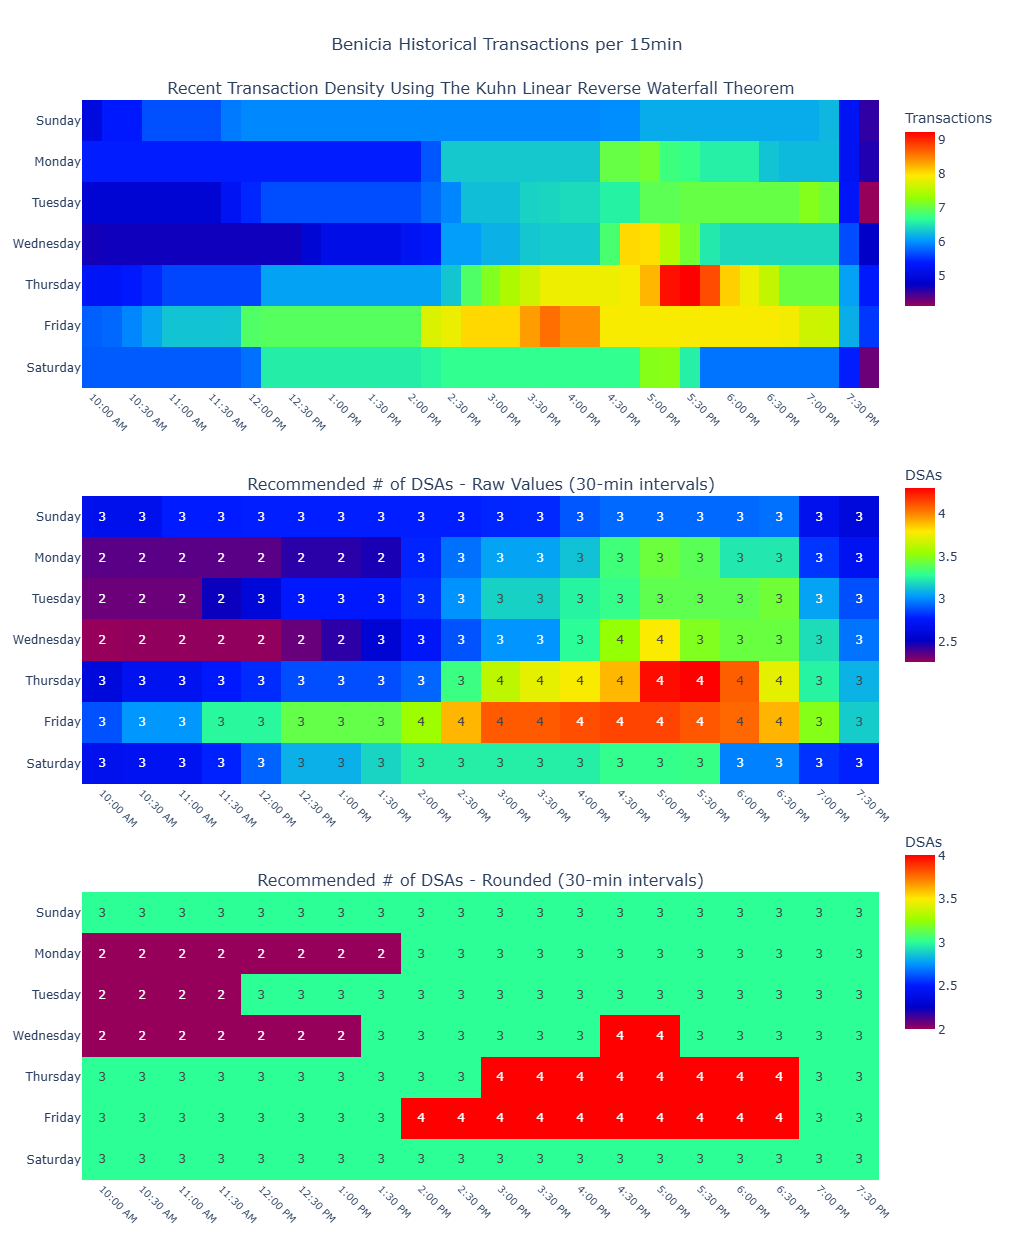 Benicia Historical Transactions per 15min
Recent Transaction Density Using The Kuhn Linear Reverse Waterfall Theorem
Transactions
9
8
7
6
5
Sunday
Monday
Tuesday
Wednesday
Thursday
Friday
Saturday
10:00 AM 10:30 AM 11:00 AM 11:30 AM 12:00 PM 12:30 PM 1:00 PM 1:30 PM 2:00 PM 2:30 PM 3:00 PM 3:30 PM 4:00 PM 4:30 PM 5:00 PM 5:30 PM 6:00 PM 6:30 PM 7:00 PM 7:30 PM
Recommended # of DSAs - Raw Values (30-min intervals)
DSAs
4
3.5
3
2.5
Sunday 3 3 3 3 3 3 3 3 3 3 3 3 3 3 3 3 3 3 3 3
Monday 2 2 2 2 2 2 2 2 3 3 3 3 3 3 3 3 3 3 3 3
Tuesday 2 2 2 2 3 3 3 3 3 3 3 3 3 3 3 3 3 3 3 3
Wednesday 2 2 2 2 2 2 2 3 3 3 3 3 3 4 4 3 3 3 3 3
Thursday 3 3 3 3 3 3 3 3 3 3 4 4 4 4 4 4 4 4 3 3
Friday 3 3 3 3 3 3 3 3 4 4 4 4 4 4 4 4 4 4 3 3
Saturday 3 3 3 3 3 3 3 3 3 3 3 3 3 3 3 3 3 3 3 3
10:00 AM 10:30 AM 11:00 AM 11:30 AM 12:00 PM 12:30 PM 1:00 PM 1:30 PM 2:00 PM 2:30 PM 3:00 PM 3:30 PM 4:00 PM 4:30 PM 5:00 PM 5:30 PM 6:00 PM 6:30 PM 7:00 PM 7:30 PM
Recommended # of DSAs - Rounded (30-min intervals)
DSAs
4
3.5
3
2.5
2
Sunday 3 3 3 3 3 3 3 3 3 3 3 3 3 3 3 3 3 3 3 3
Monday 2 2 2 2 2 2 2 2 3 3 3 3 3 3 3 3 3 3 3 3
Tuesday 2 2 2 2 3 3 3 3 3 3 3 3 3 3 3 3 3 3 3 3
Wednesday 2 2 2 2 2 2 2 3 3 3 3 3 3 4 4 3 3 3 3 3
Thursday 3 3 3 3 3 3 3 3 3 3 4 4 4 4 4 4 4 4 3 3
Friday 3 3 3 3 3 3 3 3 4 4 4 4 4 4 4 4 4 4 3 3
Saturday 3 3 3 3 3 3 3 3 3 3 3 3 3 3 3 3 3 3 3 3
10:00 AM 10:30 AM 11:00 AM 11:30 AM 12:00 PM 12:30 PM 1:00 PM 1:30 PM 2:00 PM 2:30 PM 3:00 PM 3:30 PM 4:00 PM 4:30 PM 5:00 PM 5:30 PM 6:00 PM 6:30 PM 7:00 PM 7:30 PM